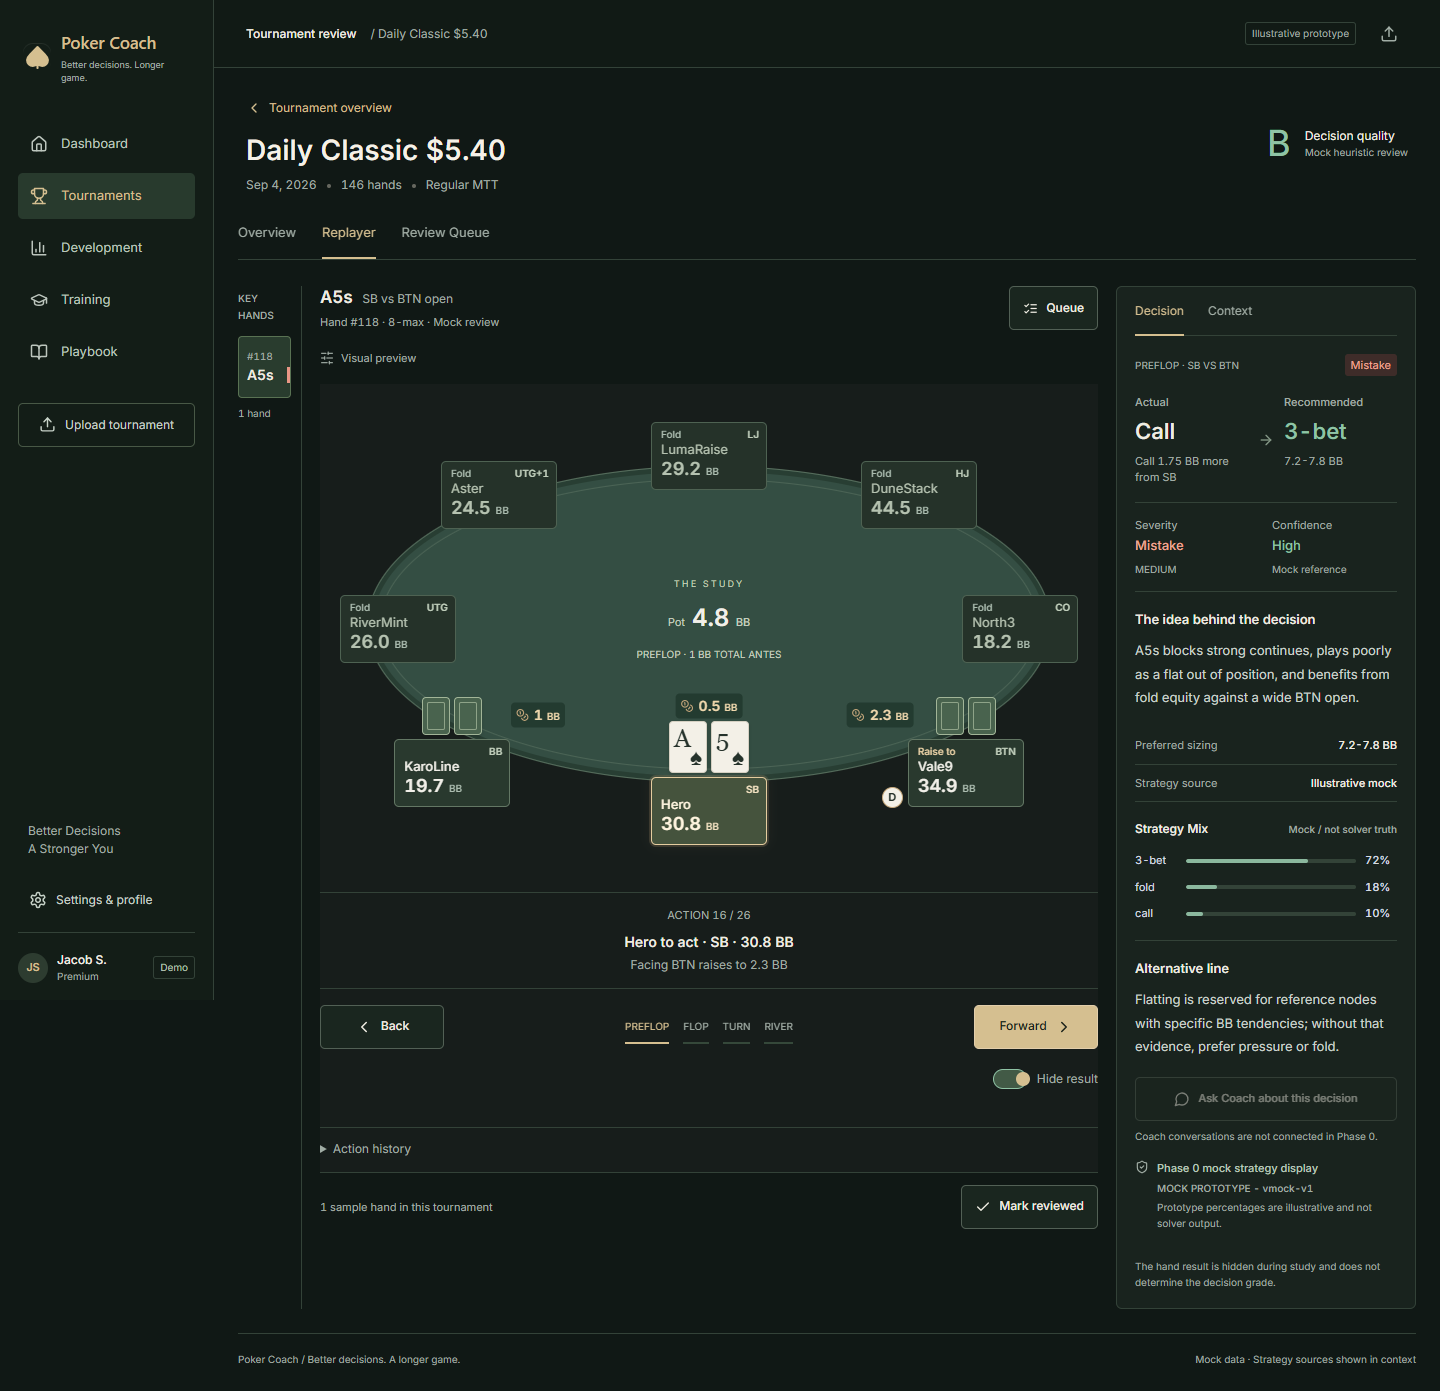 Poker Coach
Better decisions. Longer
game.
Dashboard
Tournaments
Development
Training
Playbook
Upload tournament
Better Decisions
A Stronger You
Settings & profile
JS
Jacob S.
Premium
Demo
Tournament review / Daily Classic $5.40
Illustrative prototype
Tournament overview
Daily Classic $5.40
Sep 4, 2026 • 146 hands • Regular MTT
B
Decision quality
Mock heuristic review
Overview
Replayer
Review Queue
KEY
HANDS
#118
A5s
1 hand
A5s SB vs BTN open
Hand #118 · 8-max · Mock review
Queue
Visual preview
Fold LJ
LumaRaise
29.2 BB
Fold UTG+1
Aster
24.5 BB
Fold HJ
DuneStack
44.5 BB
Fold UTG
RiverMint
26.0 BB
THE STUDY
Pot 4.8 BB
PREFLOP · 1 BB TOTAL ANTES
Fold CO
North3
18.2 BB
1 BB
0.5 BB
2.3 BB
A♠
5♠
BB
KaroLine
19.7 BB
SB
Hero
30.8 BB
D
Raise to BTN
Vale9
34.9 BB
ACTION 16 / 26
Hero to act · SB · 30.8 BB
Facing BTN raises to 2.3 BB
Back
PREFLOP FLOP TURN RIVER
Forward
Hide result
Action history
1 sample hand in this tournament
Mark reviewed
Decision
Context
PREFLOP · SB VS BTN
Mistake
Actual
Call
Call 1.75 BB more
from SB
Recommended
3-bet
7.2-7.8 BB
Severity
Mistake
MEDIUM
Confidence
High
Mock reference
The idea behind the decision
A5s blocks strong continues, plays poorly
as a flat out of position, and benefits from
fold equity against a wide BTN open.
Preferred sizing 7.2-7.8 BB
Strategy source Illustrative mock
Strategy Mix Mock / not solver truth
3-bet 72%
fold 18%
call 10%
Alternative line
Flatting is reserved for reference nodes
with specific BB tendencies; without that
evidence, prefer pressure or fold.
Ask Coach about this decision
Coach conversations are not connected in Phase 0.
Phase 0 mock strategy display
MOCK PROTOTYPE - vmock-v1
Prototype percentages are illustrative and not
solver output.
The hand result is hidden during study and does not
determine the decision grade.
Poker Coach / Better decisions. A longer game.
Mock data · Strategy sources shown in context